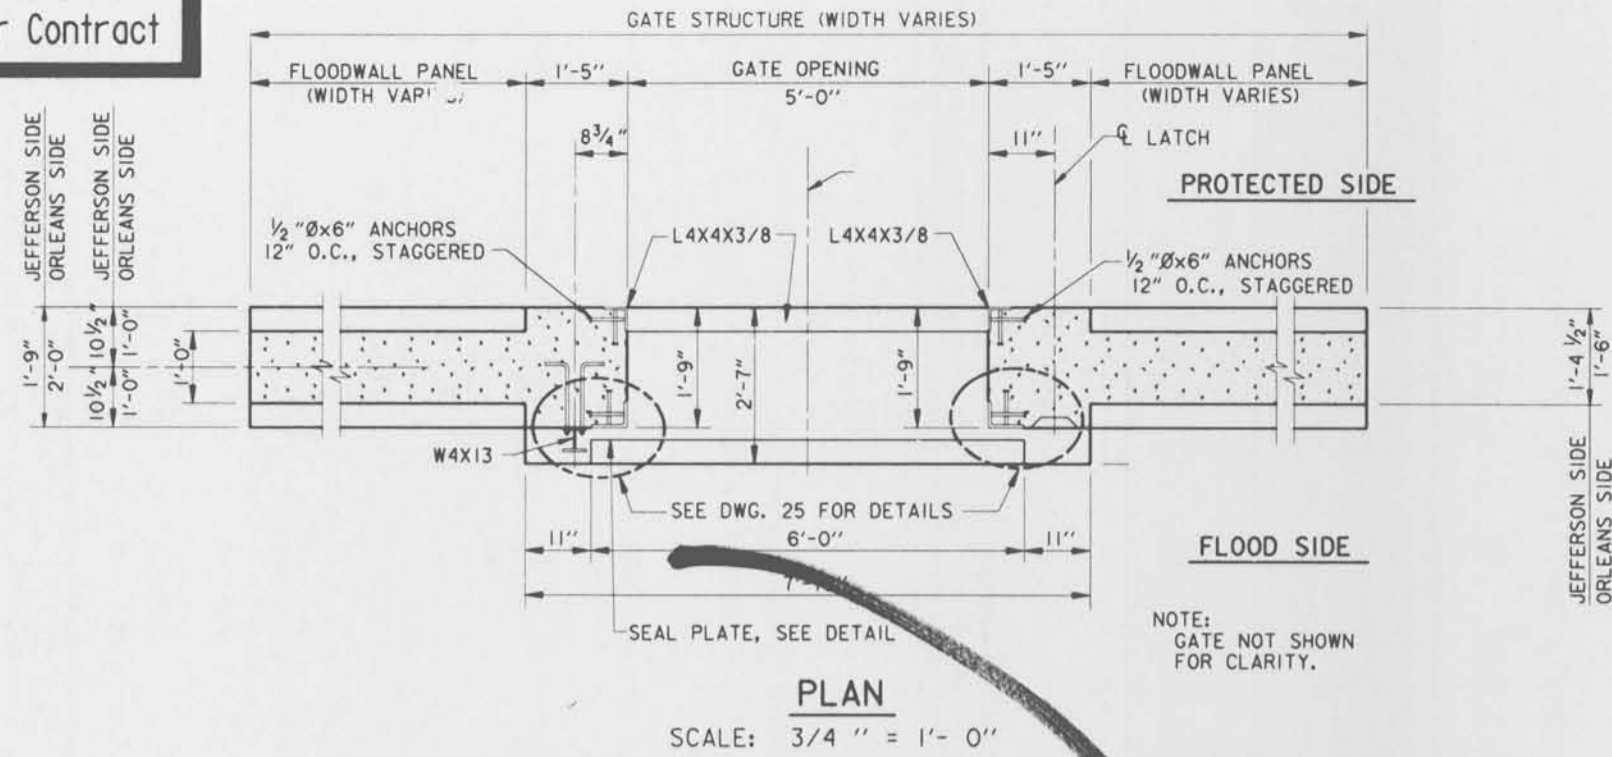 r Contract
GATE STRUCTURE (WIDTH VARIES)
FLOODWALL PANEL
(WIDTH
1'-5"
GATE OPENING
5'-0"
1'-5"
FLOODWALL PANEL
(WIDTH VARIES)
8 3/4"
11"
℄ LATCH
PROTECTED SIDE
JEFFERSON SIDE
ORLEANS SIDE
JEFFERSON SIDE
ORLEANS SIDE
1/2 "Øx6" ANCHORS
12" O.C., STAGGERED
L4X4X3/8
L4X4X3/8
1/2 "Øx6" ANCHORS
12" O.C., STAGGERED
1'-9"
2'-0"
10 1/2"
1'-0"
10 1/2"
1'-0"
1'-0"
1'-9"
2'-7"
1'-9"
1'-4 1/2"
1'-6"
JEFFERSON SIDE
ORLEANS SIDE
W4X13
SEE DWG. 25 FOR DETAILS
11"
6'-0"
11"
FLOOD SIDE
SEAL PLATE, SEE DETAIL
NOTE:
GATE NOT SHOWN
FOR CLARITY.
PLAN
SCALE: 3/4 " = 1'- 0"